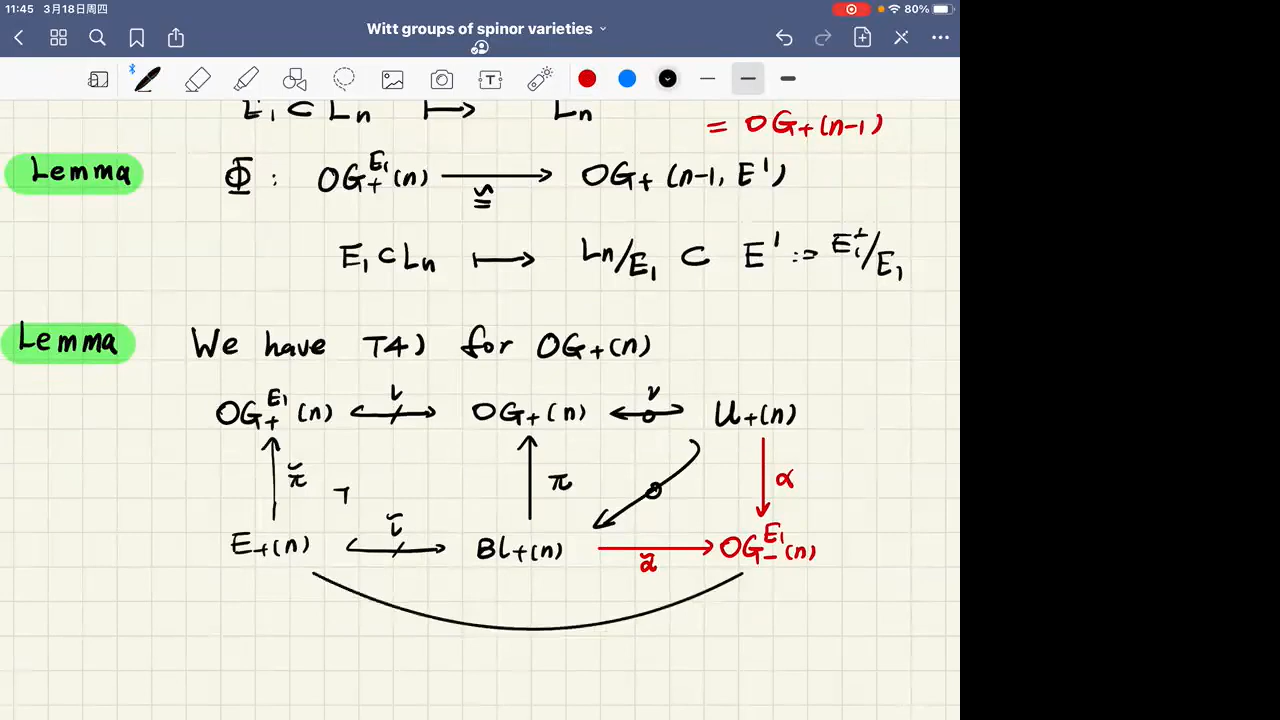 11:45 3月18日周四 80%
Witt groups of spinor varieties
E₁ ⊂ Lₙ ⟼ Lₙ
= OG₊(n-1)
Lemma Φ : OG₊^{E₁}(n) ⟶ OG₊(n-1, E')
≅
E₁ ⊂ Lₙ ⟼ Lₙ/E₁ ⊂ E' := E₁^⊥/E₁
Lemma We have T4) for OG₊(n)
OG₊^{E₁}(n) ι OG₊(n) ν U₊(n)
π̃ π α
E₊(n) ι̃ Bl₊(n) α̃ OG₋^{E₁}(n)